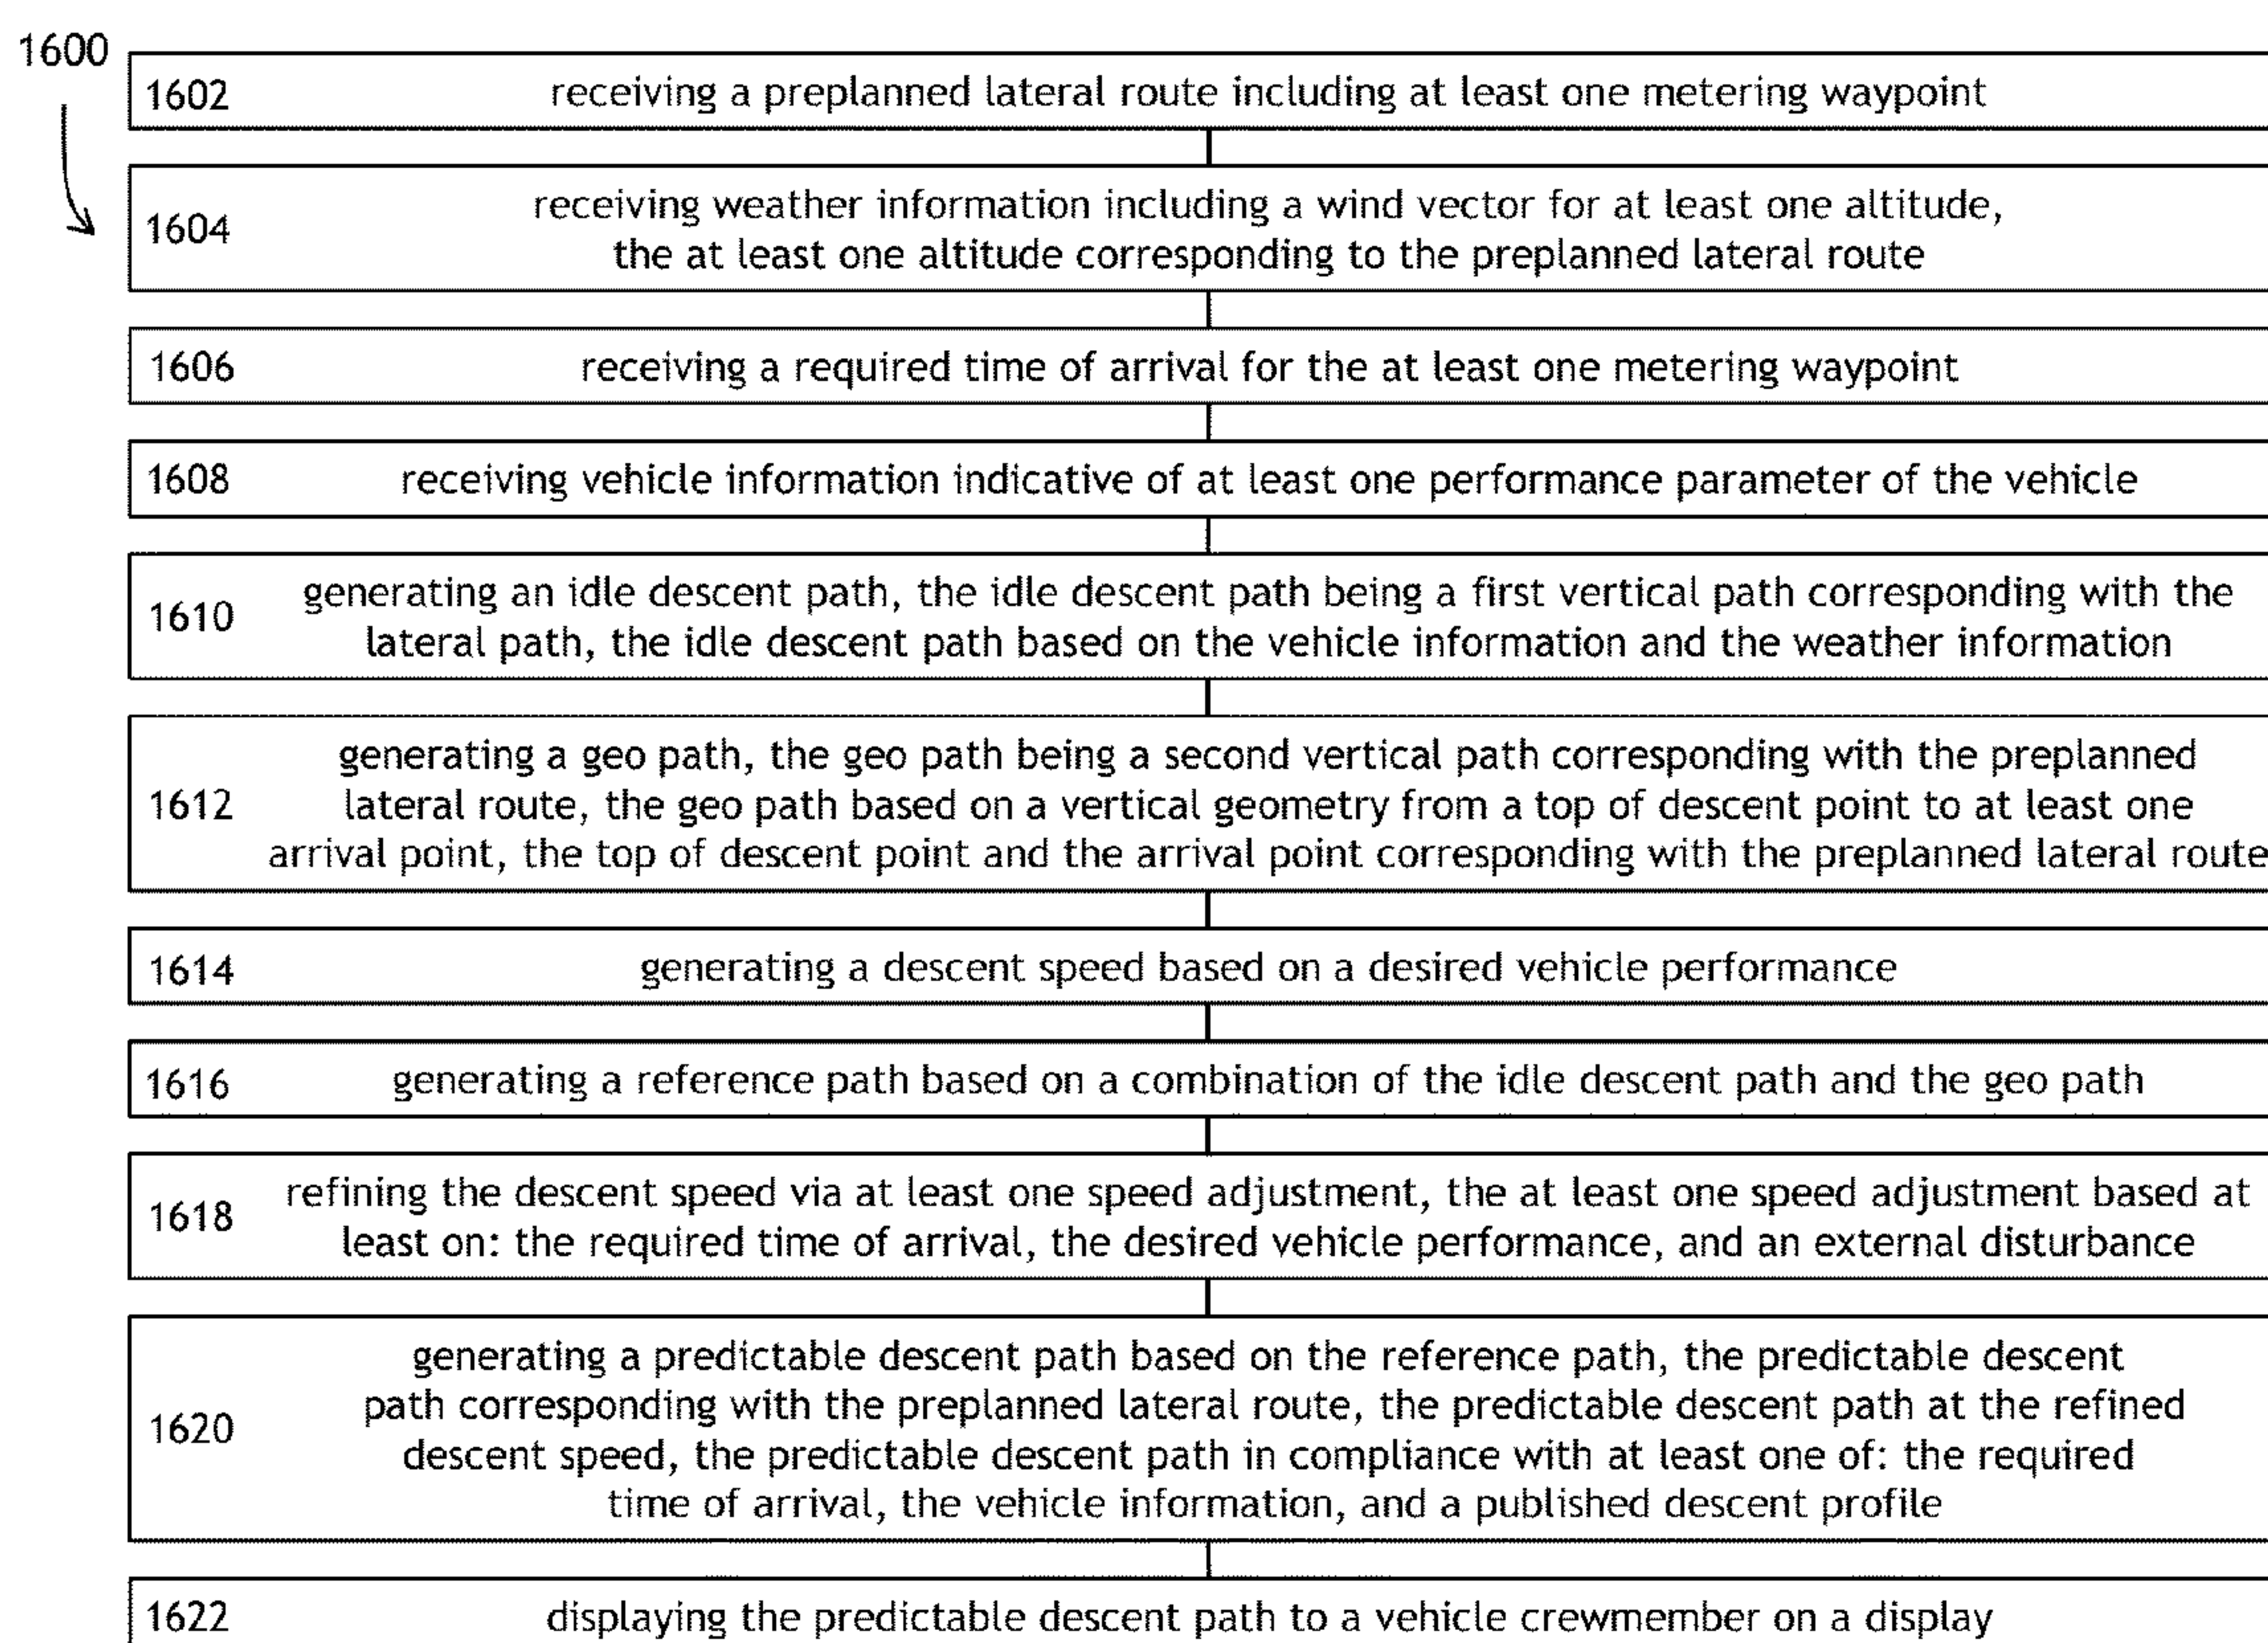 1600
1602 receiving a preplanned lateral route including at least one metering waypoint
receiving weather information including a wind vector for at least one altitude,
1604
the at least one altitude corresponding to the preplanned lateral route
1606 receiving a required time of arrival for the at least one metering waypoint
1608 receiving vehicle information indicative of at least one performance parameter of the vehicle
generating an idle descent path, the idle descent path being a first vertical path corresponding with the
1610
lateral path, the idle descent path based on the vehicle information and the weather information
generating a geo path, the geo path being a second vertical path corresponding with the preplanned
1612 lateral route, the geo path based on a vertical geometry from a top of descent point to at least one
arrival point, the top of descent point and the arrival point corresponding with the preplanned lateral route
1614 generating a descent speed based on a desired vehicle performance
1616 generating a reference path based on a combination of the idle descent path and the geo path
refining the descent speed via at least one speed adjustment, the at least one speed adjustment based at
1618
least on: the required time of arrival, the desired vehicle performance, and an external disturbance
generating a predictable descent path based on the reference path, the predictable descent
path corresponding with the preplanned lateral route, the predictable descent path at the refined
1620
descent speed, the predictable descent path in compliance with at least one of: the required
time of arrival, the vehicle information, and a published descent profile
1622 displaying the predictable descent path to a vehicle crewmember on a display